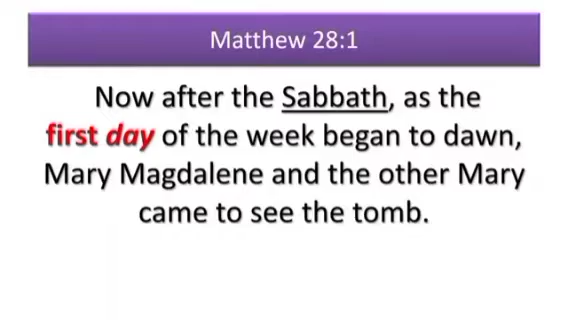 Matthew 28:1
Now after the Sabbath, as the
first day of the week began to dawn,
Mary Magdalene and the other Mary
came to see the tomb.